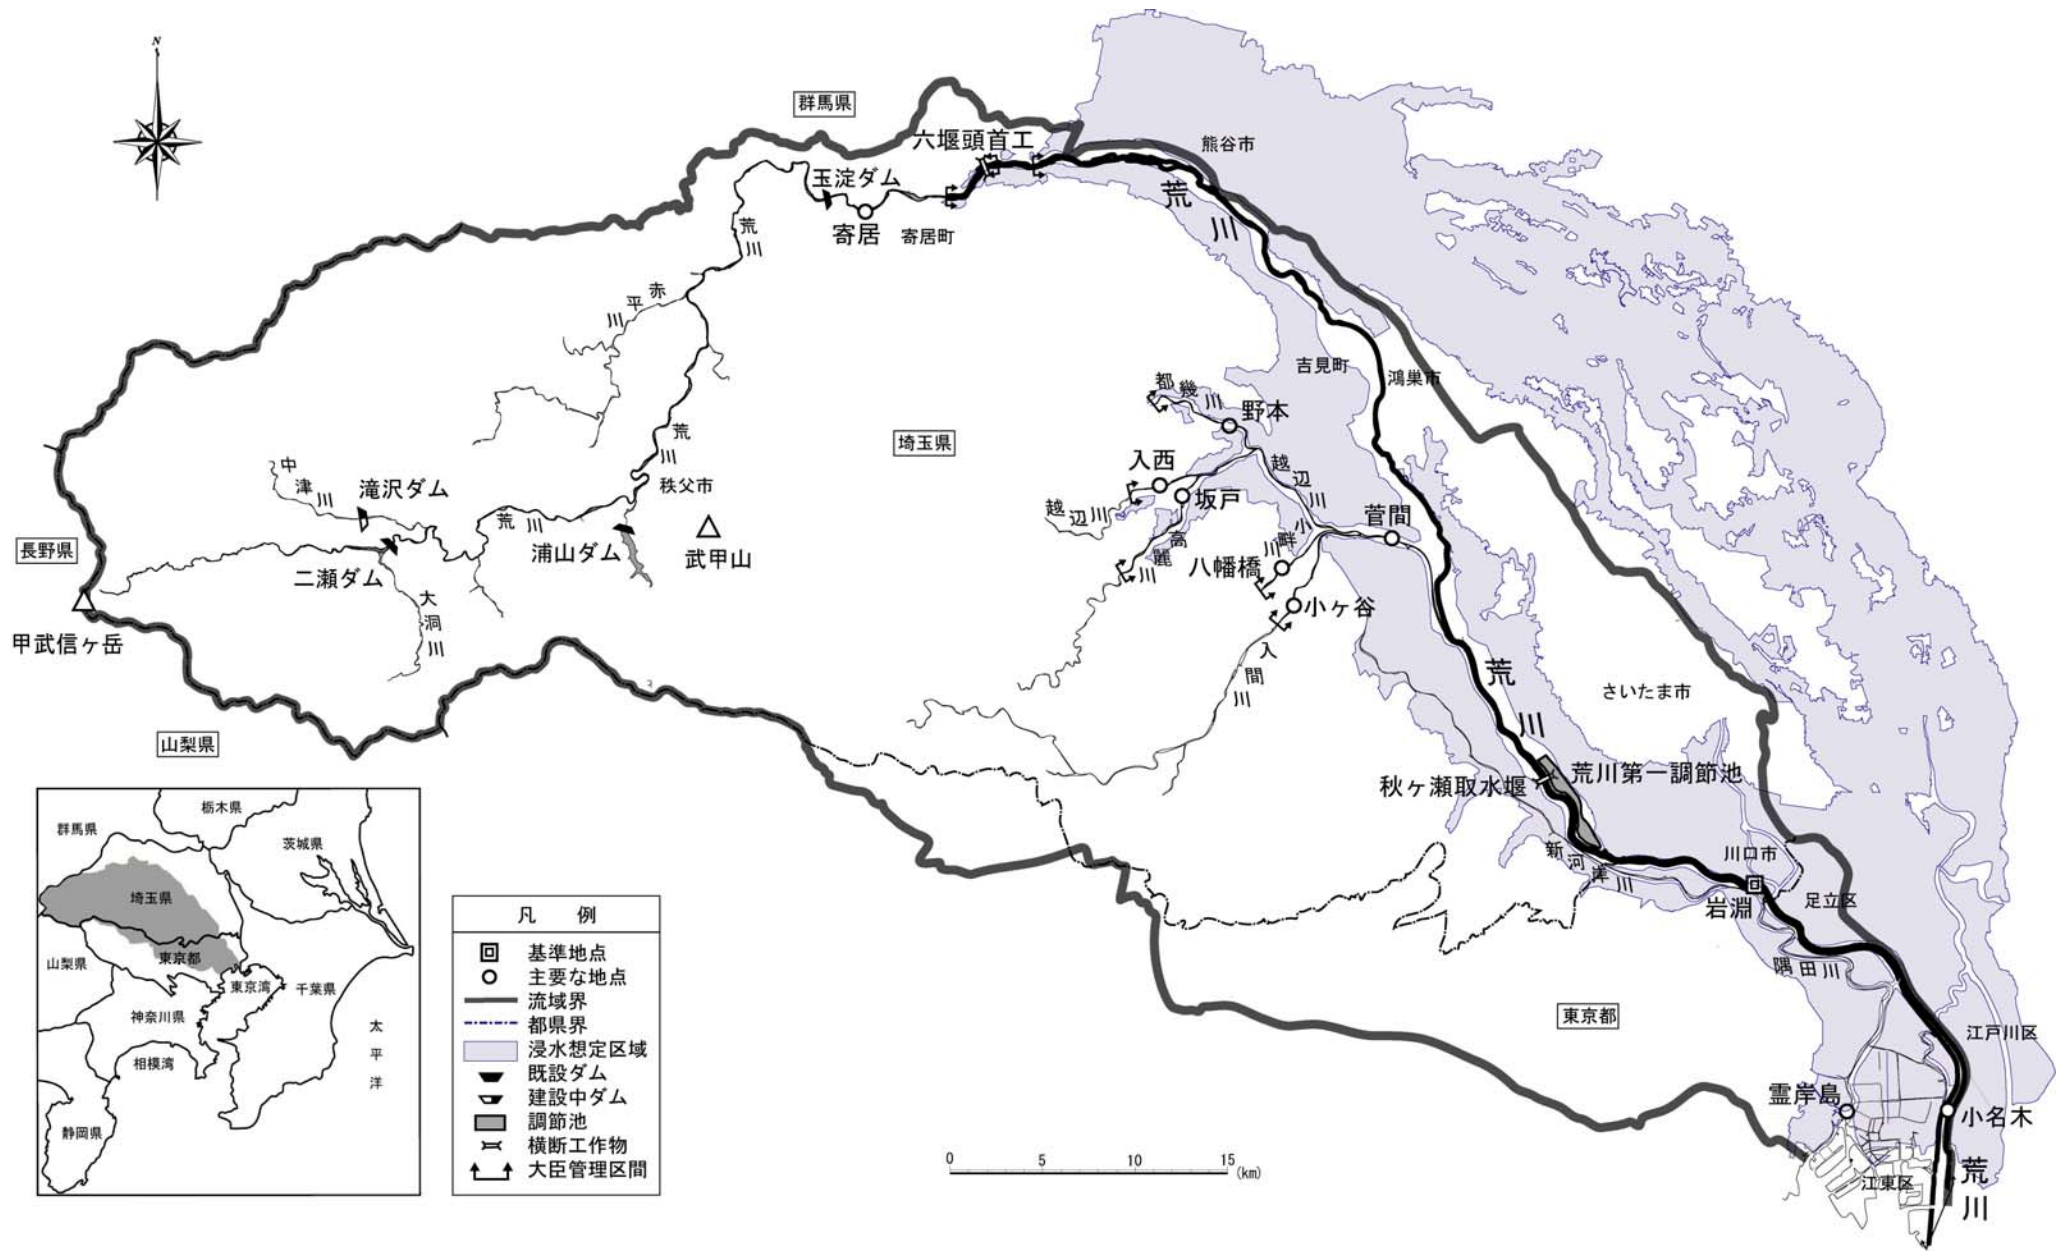 N
群馬県
熊谷市
六堰頭首工
玉淀ダム
寄居
寄居町
荒川
荒川
赤平川
吉見町
鴻巣市
都幾川
野本
埼玉県
荒川
入西
越辺川
中津川
滝沢ダム
秩父市
越辺川
坂戸
菅間
荒川
浦山ダム
武甲山
高麗川
小畔川
八幡橋
長野県
二瀬ダム
大洞川
小ヶ谷
甲武信ヶ岳
入間川
荒川
さいたま市
山梨県
秋ヶ瀬取水堰
荒川第一調節池
新河岸川
川口市
岩淵
足立区
隅田川
東京都
江戸川区
霊岸島
小名木
江東区
荒川
栃木県
群馬県
茨城県
埼玉県
山梨県
東京都
東京湾
千葉県
神奈川県
太平洋
相模湾
静岡県
凡 例
基準地点
主要な地点
流域界
都県界
浸水想定区域
既設ダム
建設中ダム
調節池
横断工作物
大臣管理区間
0 5 10 15 (km)